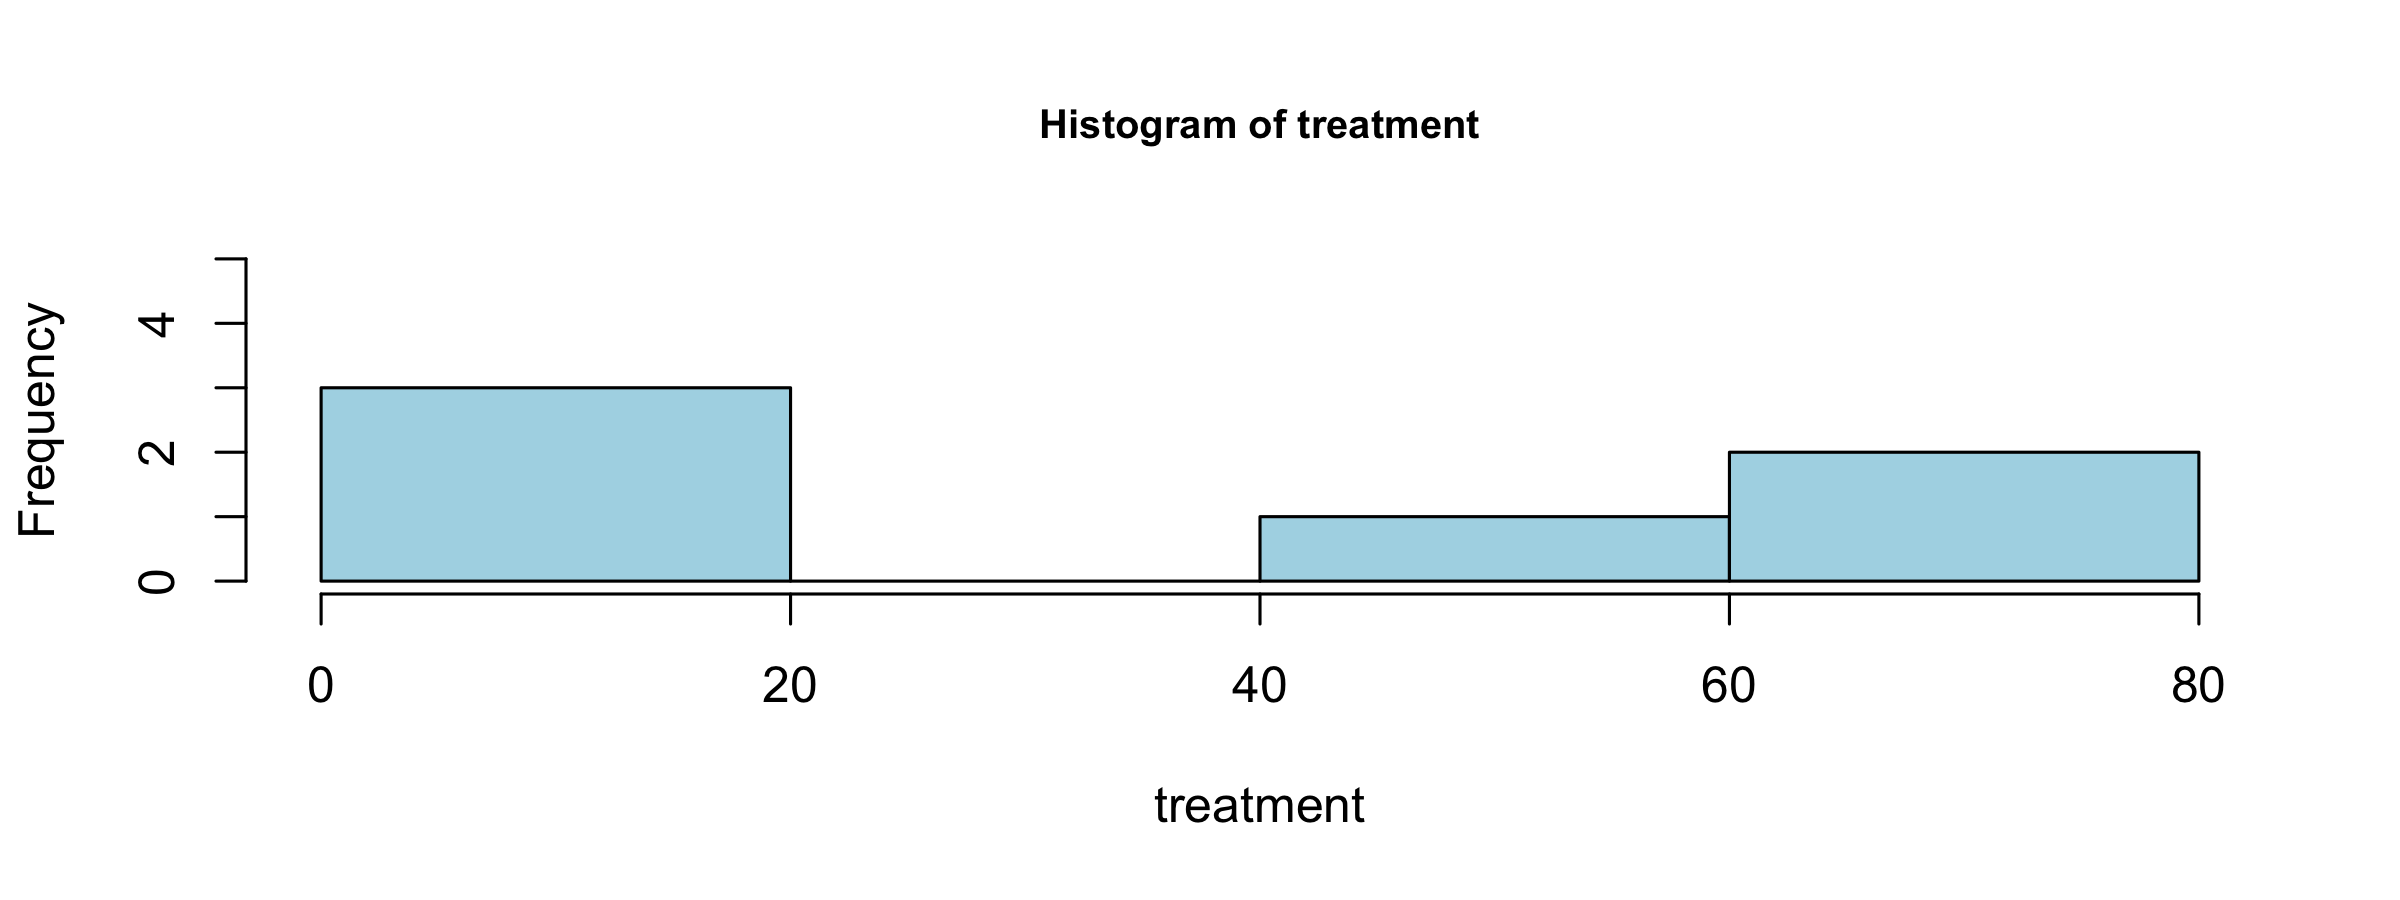 Histogram of treatment
Frequency
4
2
0
0 20 40 60 80
treatment